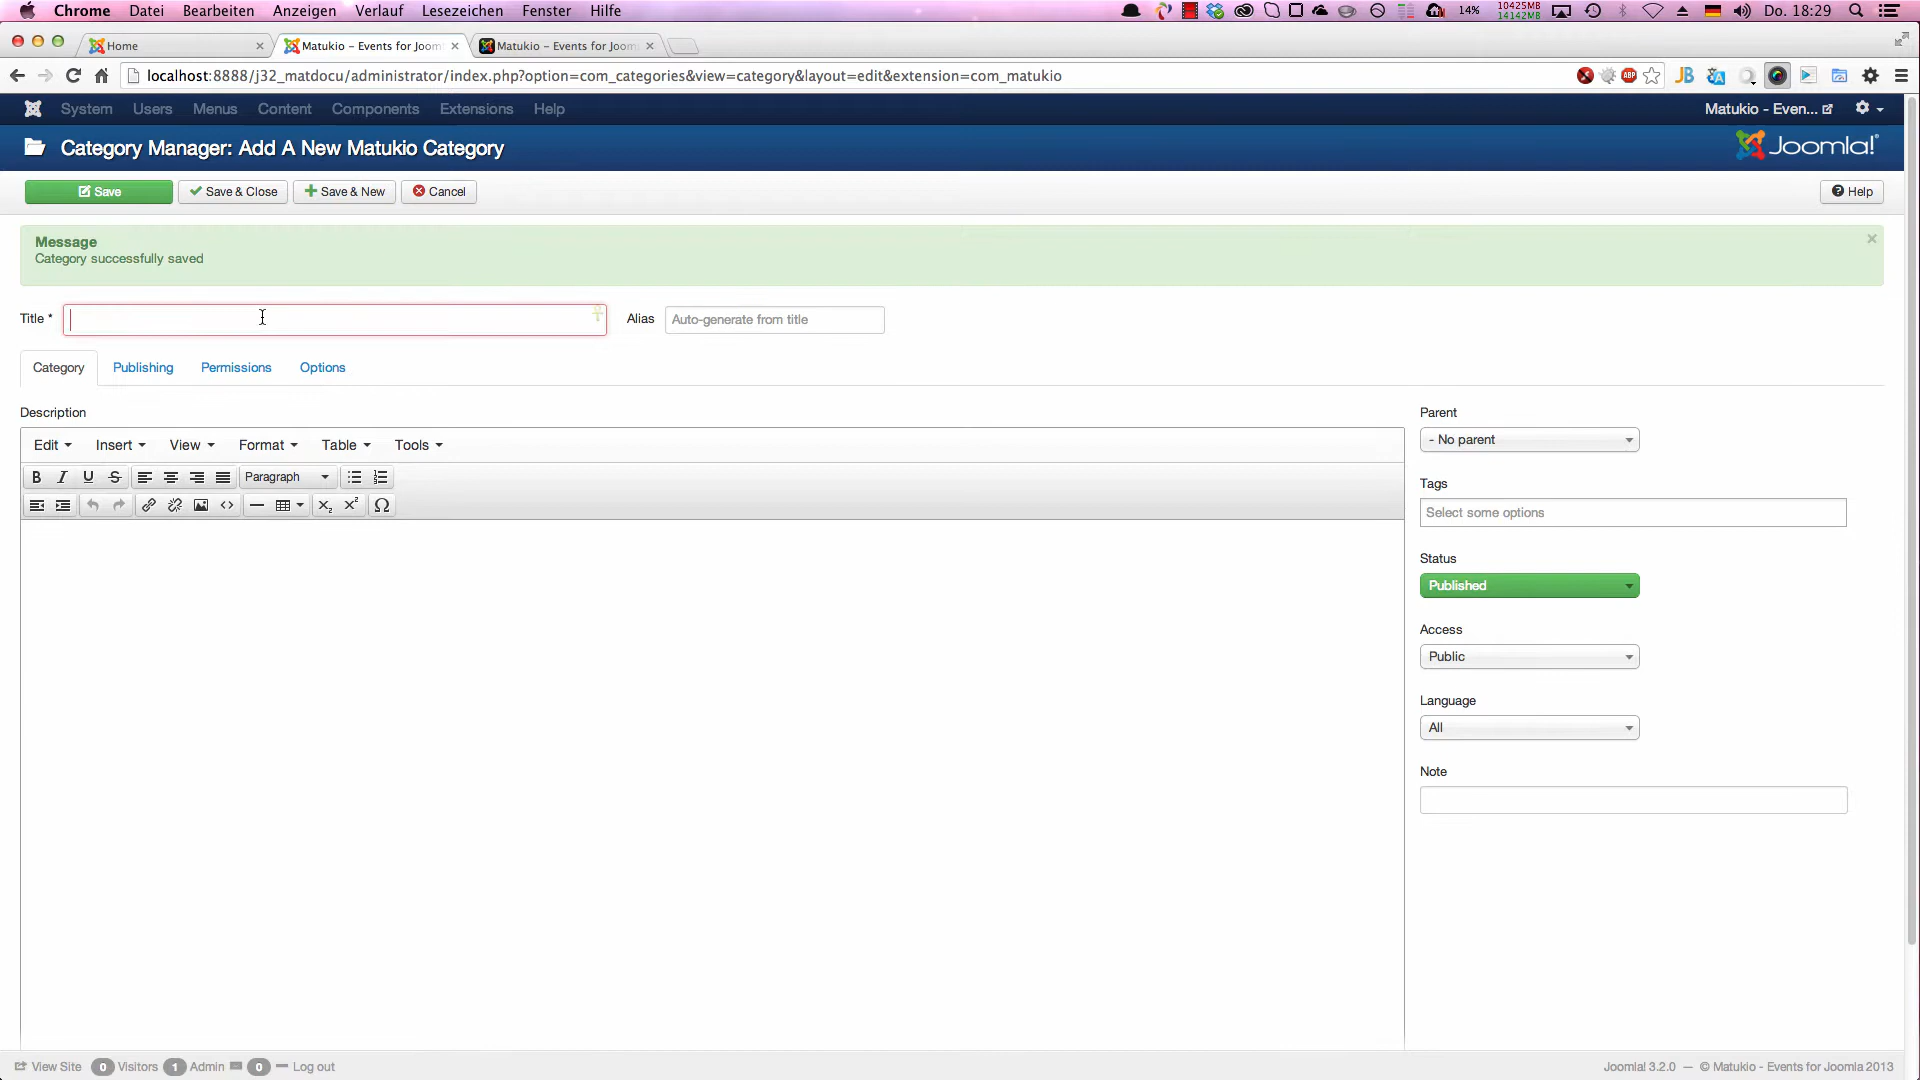 Chrome Datei Bearbeiten Anzeigen Verlauf Lesezeichen Fenster Hilfe 14% 10425MB 14142MB Do. 18:29
Home Matukio – Events for Joom Matukio – Events for Joom
localhost:8888/j32_matdocu/administrator/index.php?option=com_categories&view=category&layout=edit&extension=com_matukio ABP JB
System Users Menus Content Components Extensions Help Matukio - Even...
Category Manager: Add A New Matukio Category Joomla!
Save Save & Close Save & New Cancel Help
Message
Category successfully saved
Title * Alias Auto-generate from title
Category Publishing Permissions Options
Description Parent
Edit Insert View Format Table Tools - No parent
B I U S Paragraph
Tags
Select some options
Status
Published
Access
Public
Language
All
Note
View Site 0 Visitors 1 Admin 0 Log out Joomla! 3.2.0 — © Matukio - Events for Joomla 2013